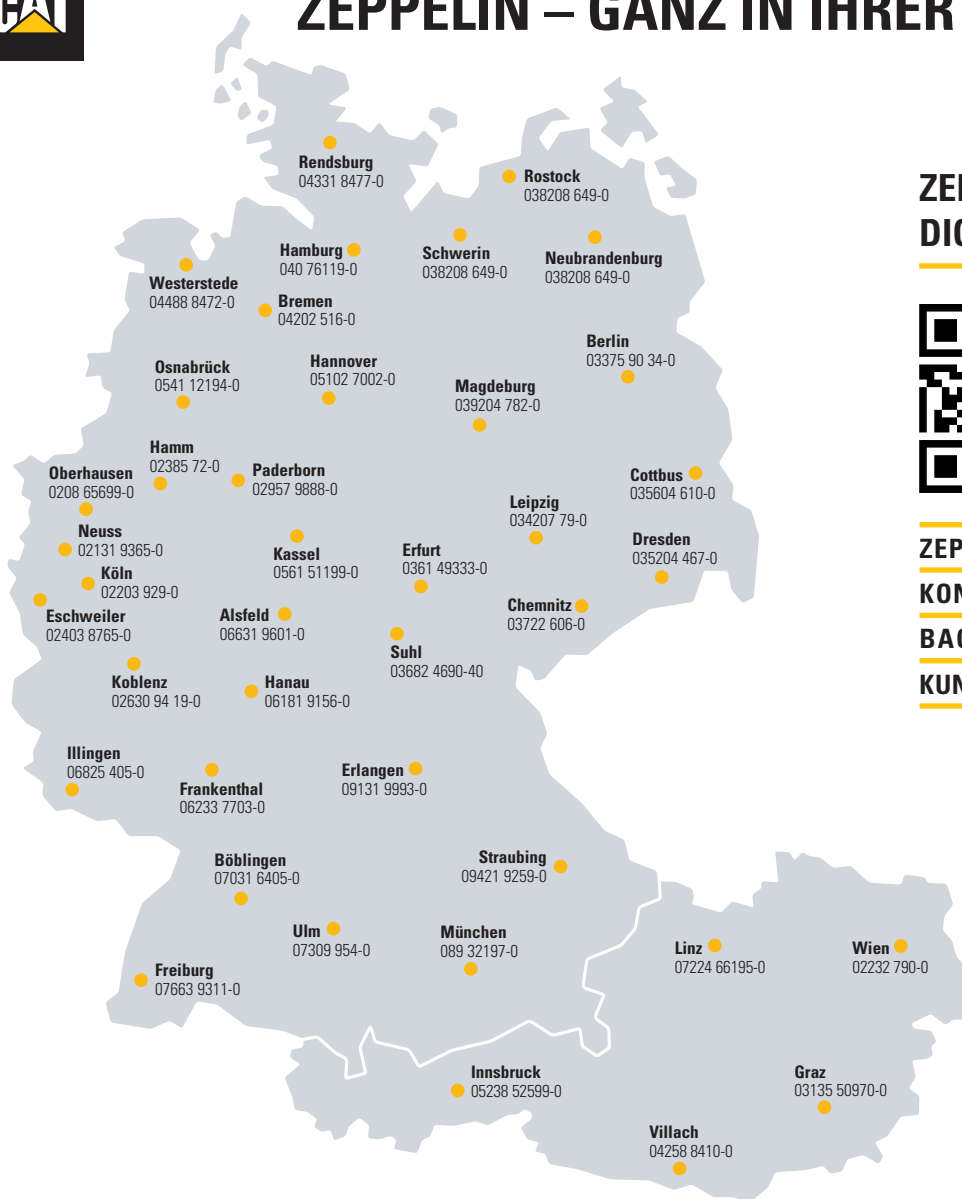 CAT
ZEPPELIN – GANZ IN IHRER
Rendsburg
04331 8477-0
Rostock
038208 649-0
Hamburg
040 76119-0
Schwerin
038208 649-0
Neubrandenburg
038208 649-0
Westerstede
04488 8472-0
Bremen
04202 516-0
Berlin
03375 90 34-0
Osnabrück
0541 12194-0
Hannover
05102 7002-0
Magdeburg
039204 782-0
Hamm
02385 72-0
Oberhausen
0208 65699-0
Paderborn
02957 9888-0
Cottbus
035604 610-0
Leipzig
034207 79-0
Neuss
02131 9365-0
Kassel
0561 51199-0
Erfurt
0361 49333-0
Dresden
035204 467-0
Köln
02203 929-0
Eschweiler
02403 8765-0
Alsfeld
06631 9601-0
Chemnitz
03722 606-0
Suhl
03682 4690-40
Koblenz
02630 94 19-0
Hanau
06181 9156-0
Illingen
06825 405-0
Frankenthal
06233 7703-0
Erlangen
09131 9993-0
Böblingen
07031 6405-0
Straubing
09421 9259-0
Ulm
07309 954-0
München
089 32197-0
Freiburg
07663 9311-0
Linz
07224 66195-0
Wien
02232 790-0
Innsbruck
05238 52599-0
Graz
03135 50970-0
Villach
04258 8410-0
ZEP
KON
KUN